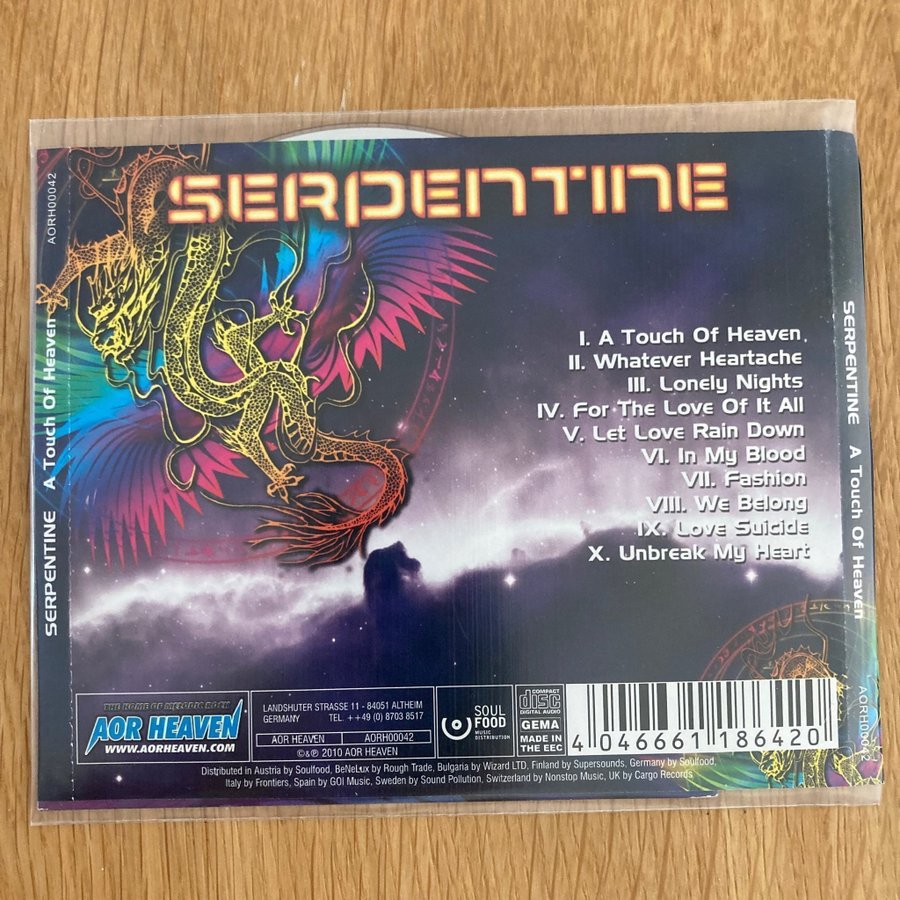 AORH00042
SERPENTINE A Touch Of Heaven
SERPENTINE
I. A Touch Of Heaven
II. Whatever Heartache
III. Lonely Nights
IV. For The Love Of It All
V. Let Love Rain Down
VI. In My Blood
VII. Fashion
VIII. We Belong
IX. Love Suicide
X. Unbreak My Heart
SERPENTINE A Touch Of Heaven
AORH00042
THE HOME OF MELODIC ROCK
AOR HEAVEN
WWW.AORHEAVEN.COM
LANDSHUTER STRASSE 11 - 84051 ALTHEIM
GERMANY TEL. ++49 (0) 8703 8517
AOR HEAVEN AORH00042
©&℗ 2010 AOR HEAVEN
SOUL
FOOD
MUSIC
DISTRIBUTION
COMPACT
disc
DIGITAL AUDIO
GEMA
MADE IN
THE EEC
4 046661 186420
Distributed in Austria by Soulfood, BeNeLux by Rough Trade, Bulgaria by Wizard LTD, Finland by Supersounds, Germany by Soulfood,
Italy by Frontiers, Spain by GOI Music, Sweden by Sound Pollution, Switzerland by Nonstop Music, UK by Cargo Records